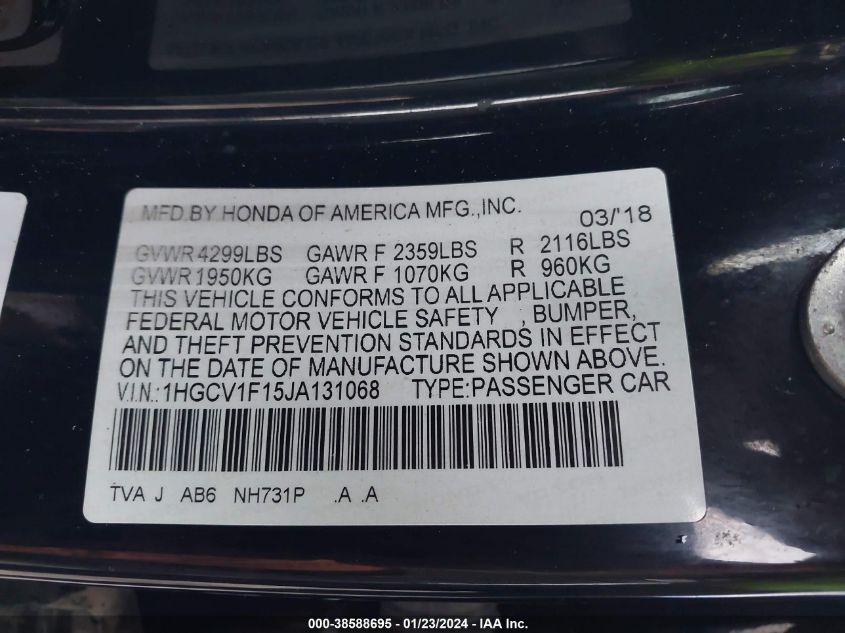 MFD.BY HONDA OF AMERICA MFG.,INC. 03/'18
GVWR 4299LBS GAWR F 2359LBS R 2116LBS
GVWR 1950KG GAWR F 1070KG R 960KG
THIS VEHICLE CONFORMS TO ALL APPLICABLE
FEDERAL MOTOR VEHICLE SAFETY , BUMPER,
AND THEFT PREVENTION STANDARDS IN EFFECT
ON THE DATE OF MANUFACTURE SHOWN ABOVE.
V.I.N.:1HGCV1F15JA131068 TYPE:PASSENGER CAR
TVA J AB6 NH731P .A .A
000-38588695 - 01/23/2024 - IAA Inc.